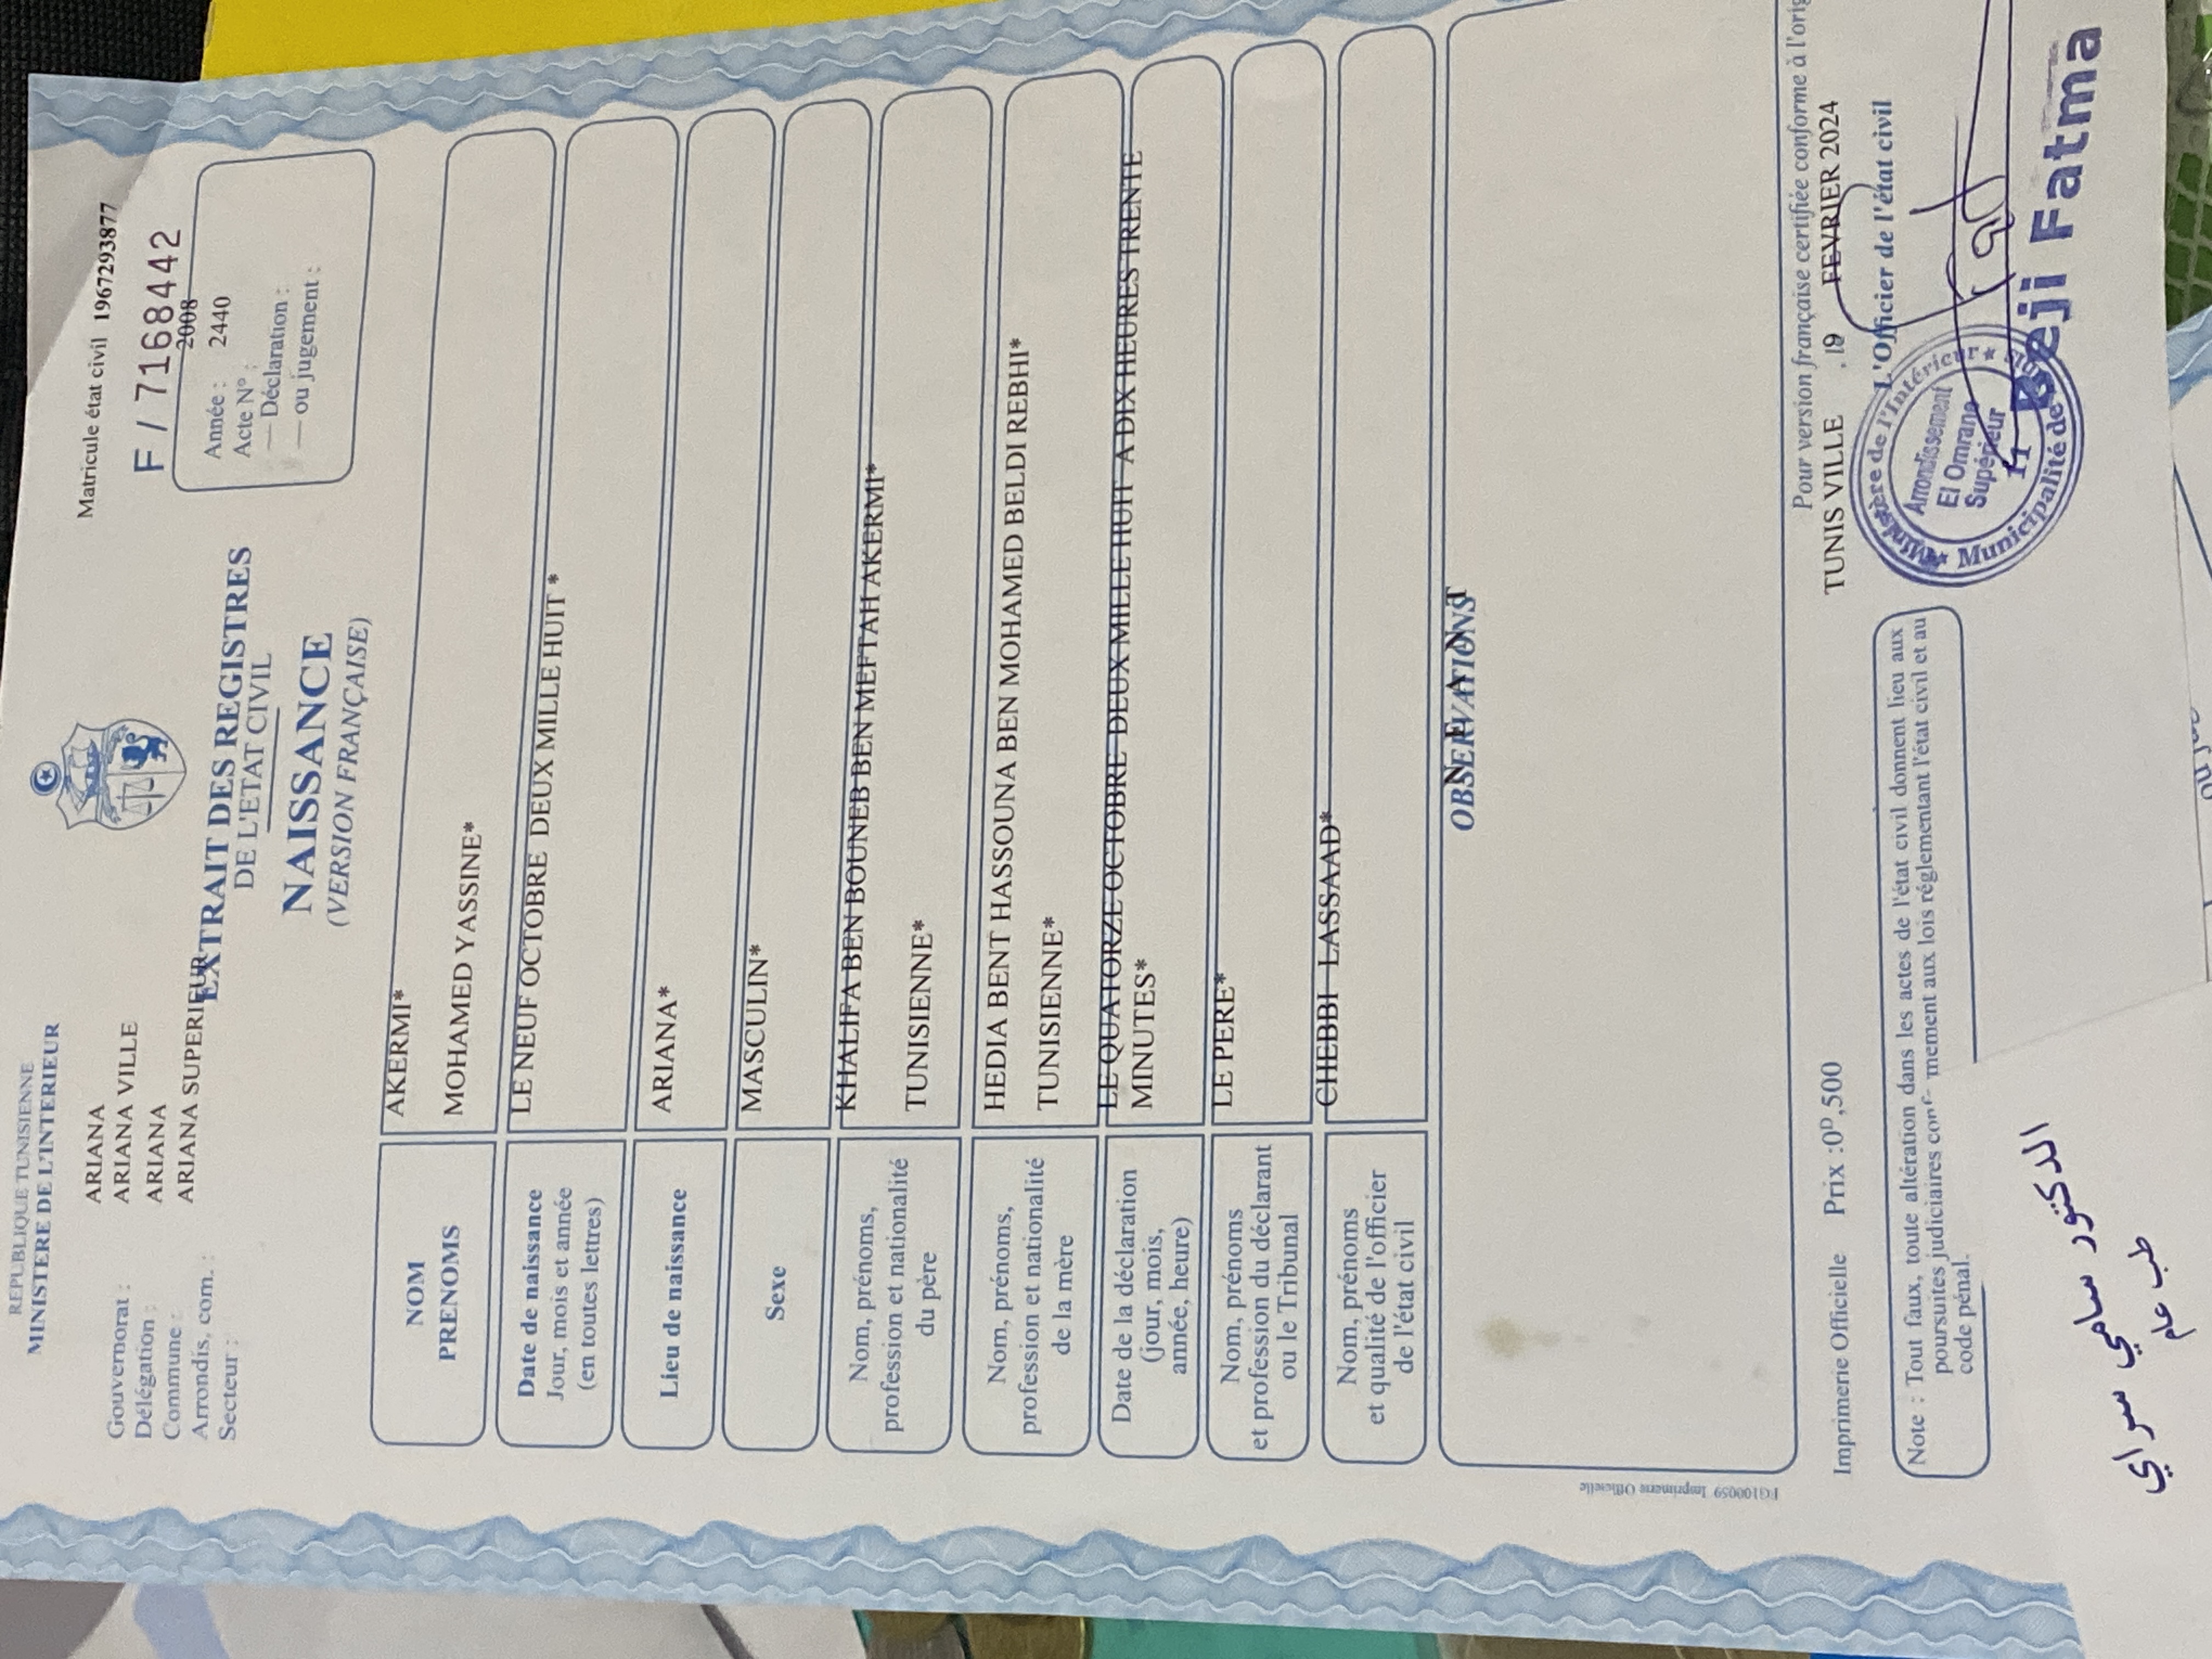 REPUBLIQUE TUNISIENNE
MINISTERE DE L'INTERIEUR
Gouvernorat : ARIANA
Délégation : ARIANA VILLE
Commune : ARIANA
Arrondis. com. : ARIANA SUPERIEUR
Secteur :
Matricule état civil 1967293877
F / 7168442
Année : 2008
Acte N° : 2440
— Déclaration :
— ou jugement :
EXTRAIT DES REGISTRES
DE L'ETAT CIVIL
NAISSANCE
(VERSION FRANÇAISE)
NOM AKERMI*
PRENOMS MOHAMED YASSINE*
Date de naissance
Jour, mois et année
(en toutes lettres)
LE NEUF OCTOBRE DEUX MILLE HUIT *
Lieu de naissance ARIANA*
Sexe MASCULIN*
Nom, prénoms,
profession et nationalité
du père
KHALIFA BEN BOUNEB BEN MEFTAH AKERMI*
TUNISIENNE*
Nom, prénoms,
profession et nationalité
de la mère
HEDIA BENT HASSOUNA BEN MOHAMED BELDI REBHI*
TUNISIENNE*
Date de la déclaration
(jour, mois,
année, heure)
LE QUATORZE OCTOBRE DEUX MILLE HUIT A DIX HEURES TRENTE
MINUTES*
Nom, prénoms
et profession du déclarant
ou le Tribunal
LE PERE*
Nom, prénoms
et qualité de l'officier
de l'état civil
CHEBBI LASSAAD*
OBSERVATIONS
N E A N T
FG100059 Imprimerie Officielle
Pour version française certifiée conforme à l'orig
TUNIS VILLE , 19 FEVRIER 2024
L'Officier de l'état civil
Imprimerie Officielle Prix :0ᴰ,500
Note : Tout faux, toute altération dans les actes de l'état civil donnent lieu aux
poursuites judiciaires conf mement aux lois réglementant l'état civil et au
code pénal.
Ministère de l'Intérieur
Arrondissement
El Omrane
Supérieur
11
Municipalité de
eji Fatma
الدكتور سامي سراي
طب عام